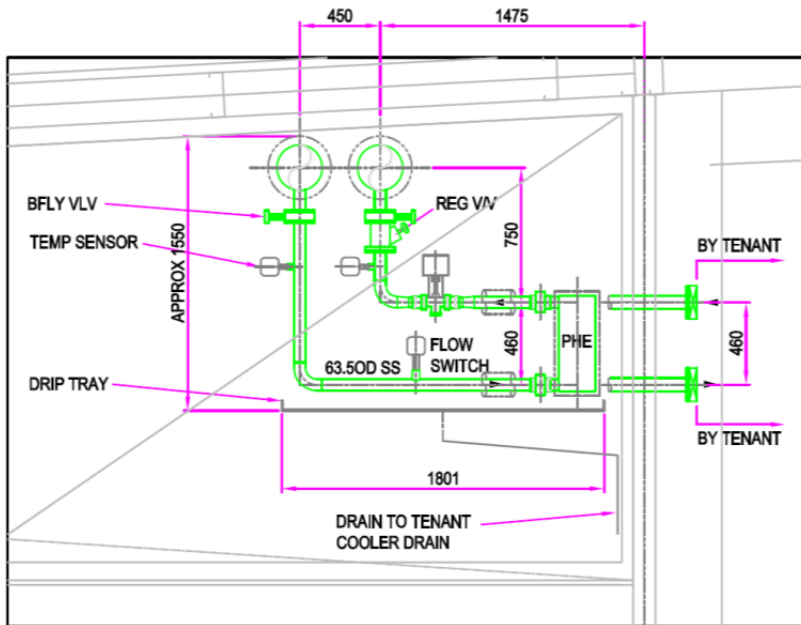 450
1475
BFLY VLV
REG V/V
TEMP SENSOR
APPROX 1550
750
BY TENANT
460
PHE
460
FLOW
SWITCH
63.5OD SS
DRIP TRAY
BY TENANT
1801
DRAIN TO TENANT
COOLER DRAIN